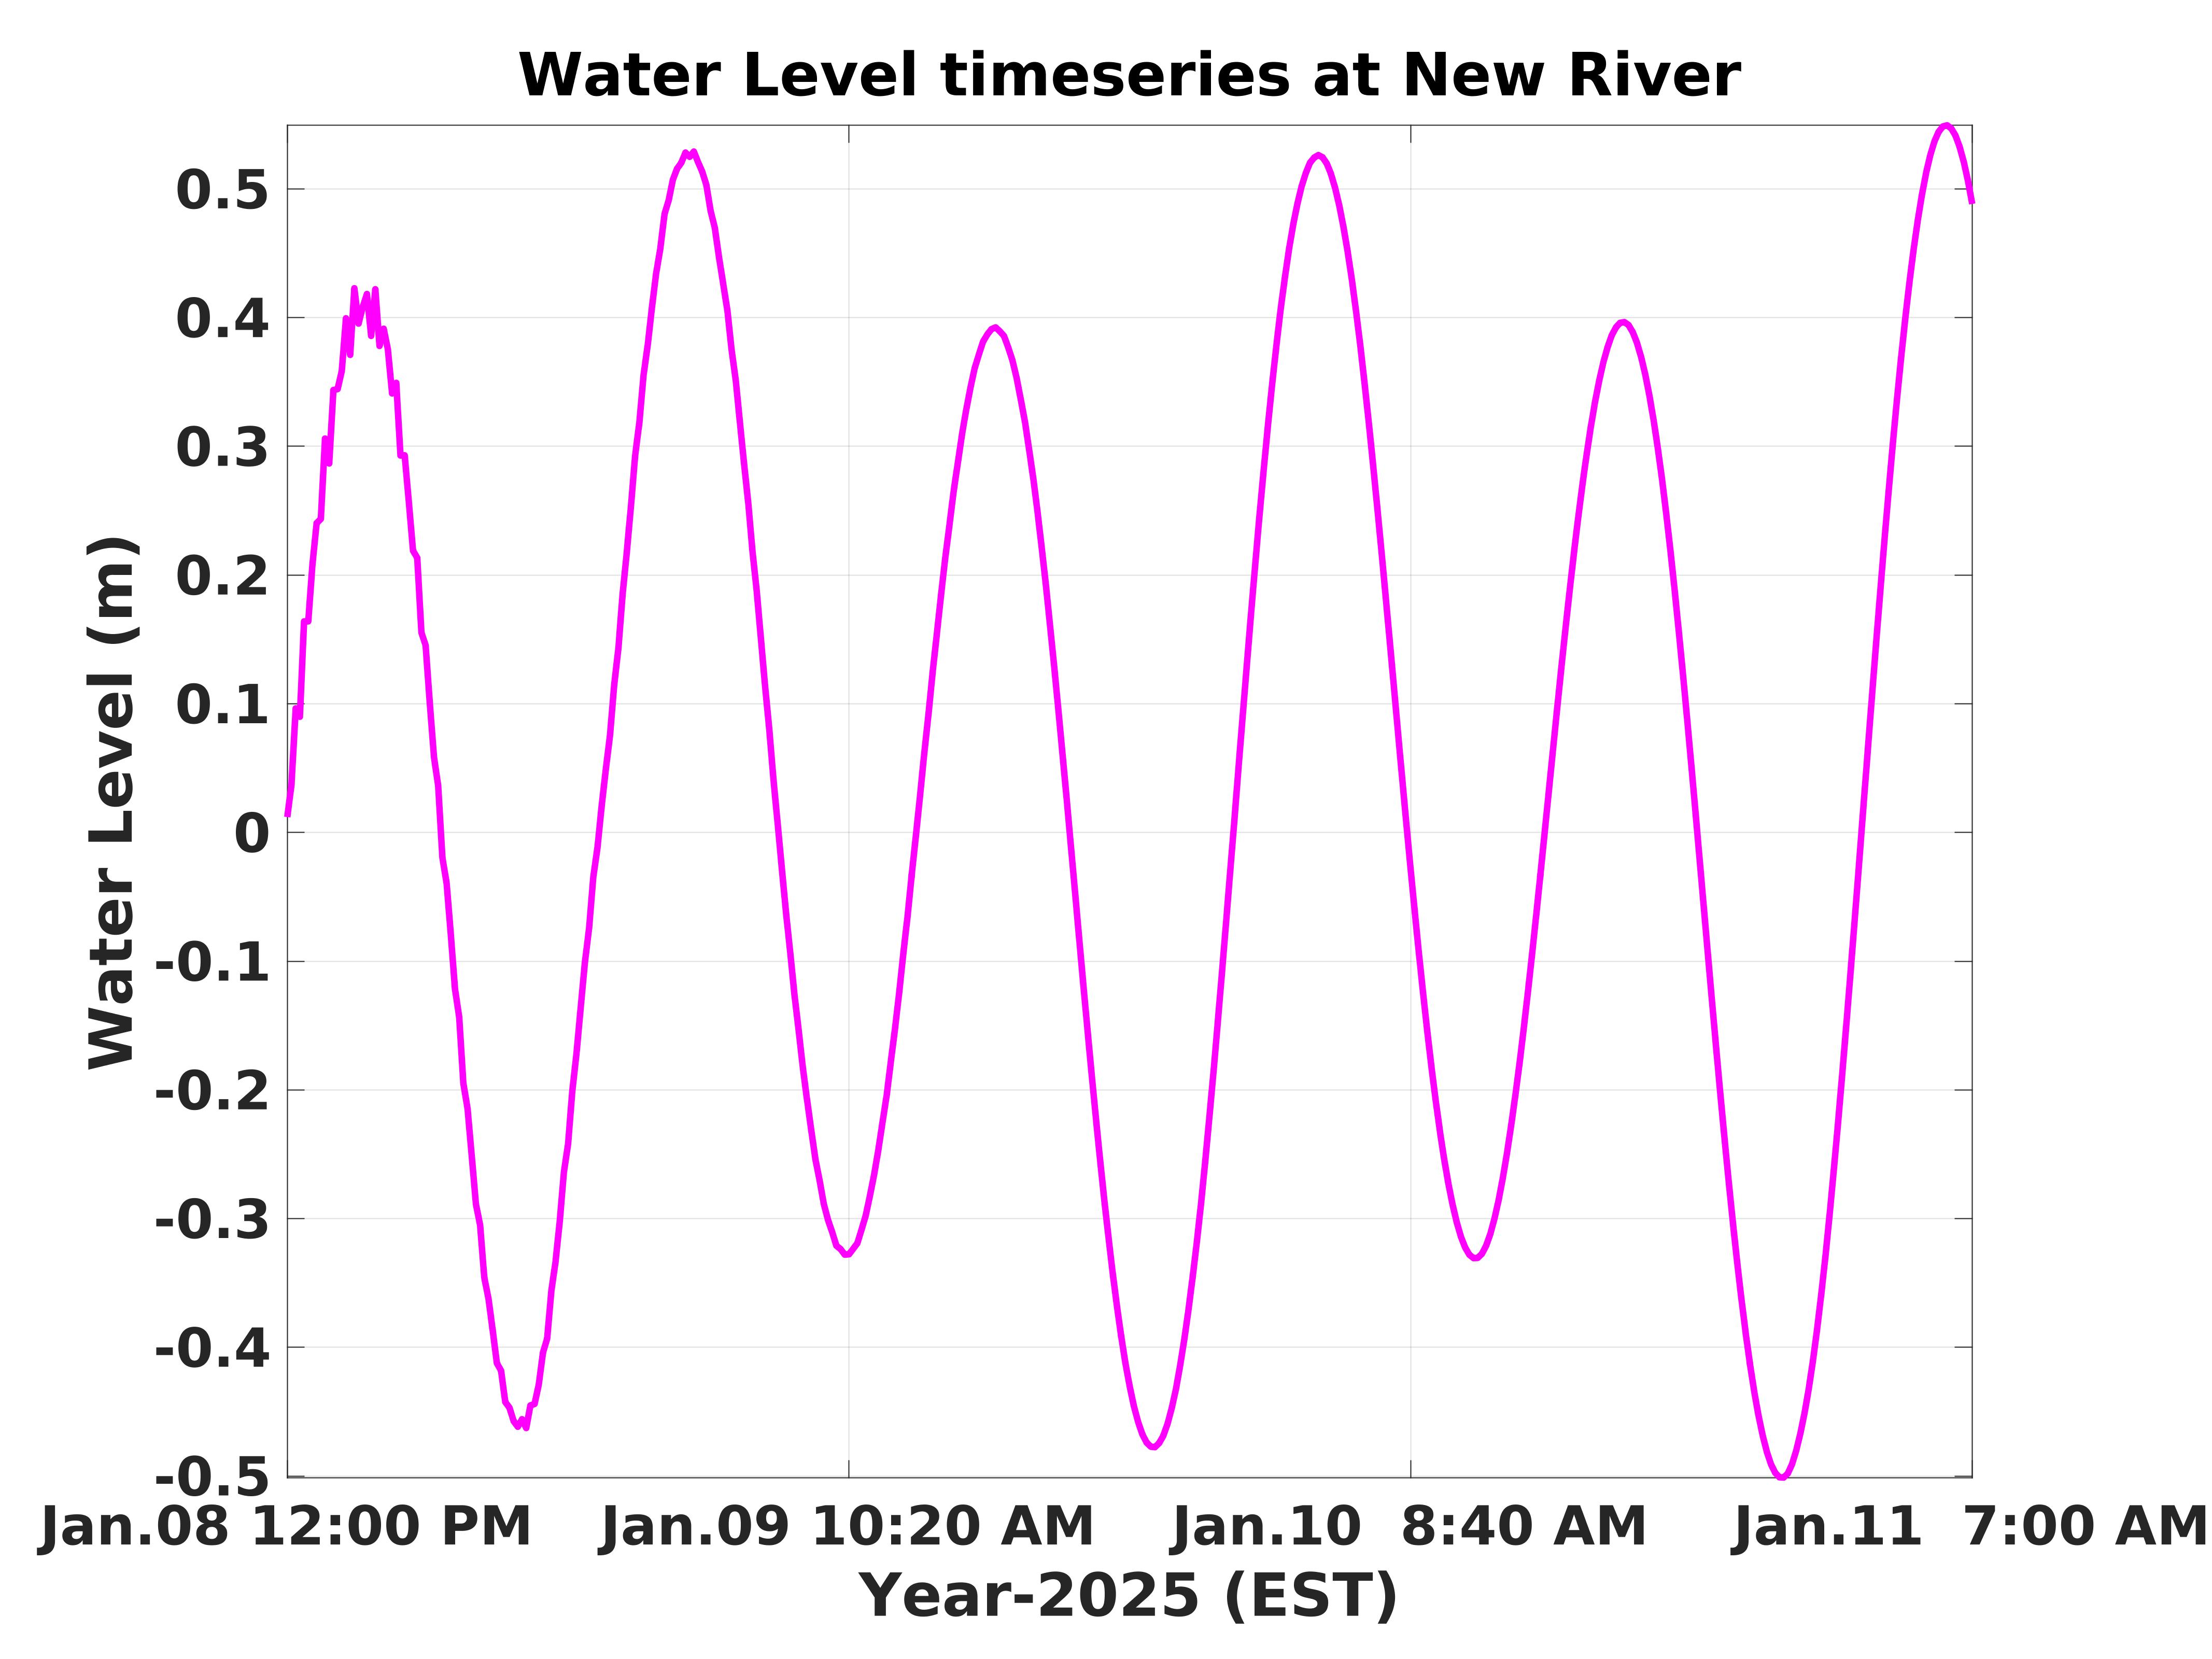 Water Level timeseries at New River
Water Level (m)
0.5
0.4
0.3
0.2
0.1
0
-0.1
-0.2
-0.3
-0.4
-0.5
Jan.08 12:00 PM Jan.09 10:20 AM Jan.10 8:40 AM Jan.11 7:00 AM
Year-2025 (EST)